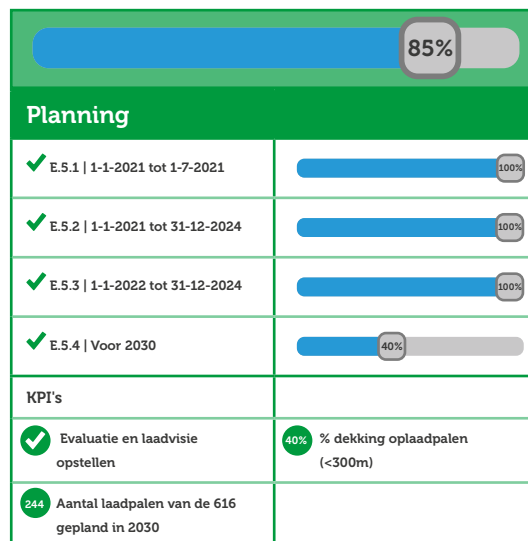 85%
Planning
E.5.1 | 1-1-2021 tot 1-7-2021
100%
E.5.2 | 1-1-2021 tot 31-12-2024
100%
E.5.3 | 1-1-2022 tot 31-12-2024
100%
E.5.4 | Voor 2030
40%
KPI's
Evaluatie en laadvisie
opstellen
40% % dekking oplaadpalen
(<300m)
244 Aantal laadpalen van de 616
gepland in 2030